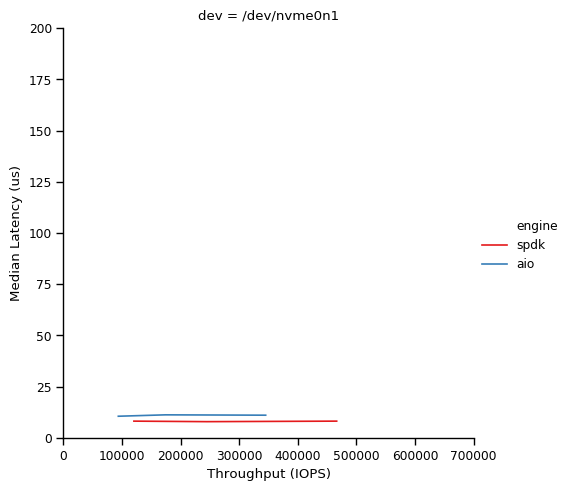 dev = /dev/nvme0n1
200
175
150
125
100
75
50
25
0
Median Latency (us)
0 100000 200000 300000 400000 500000 600000 700000
Throughput (IOPS)
engine
spdk
aio